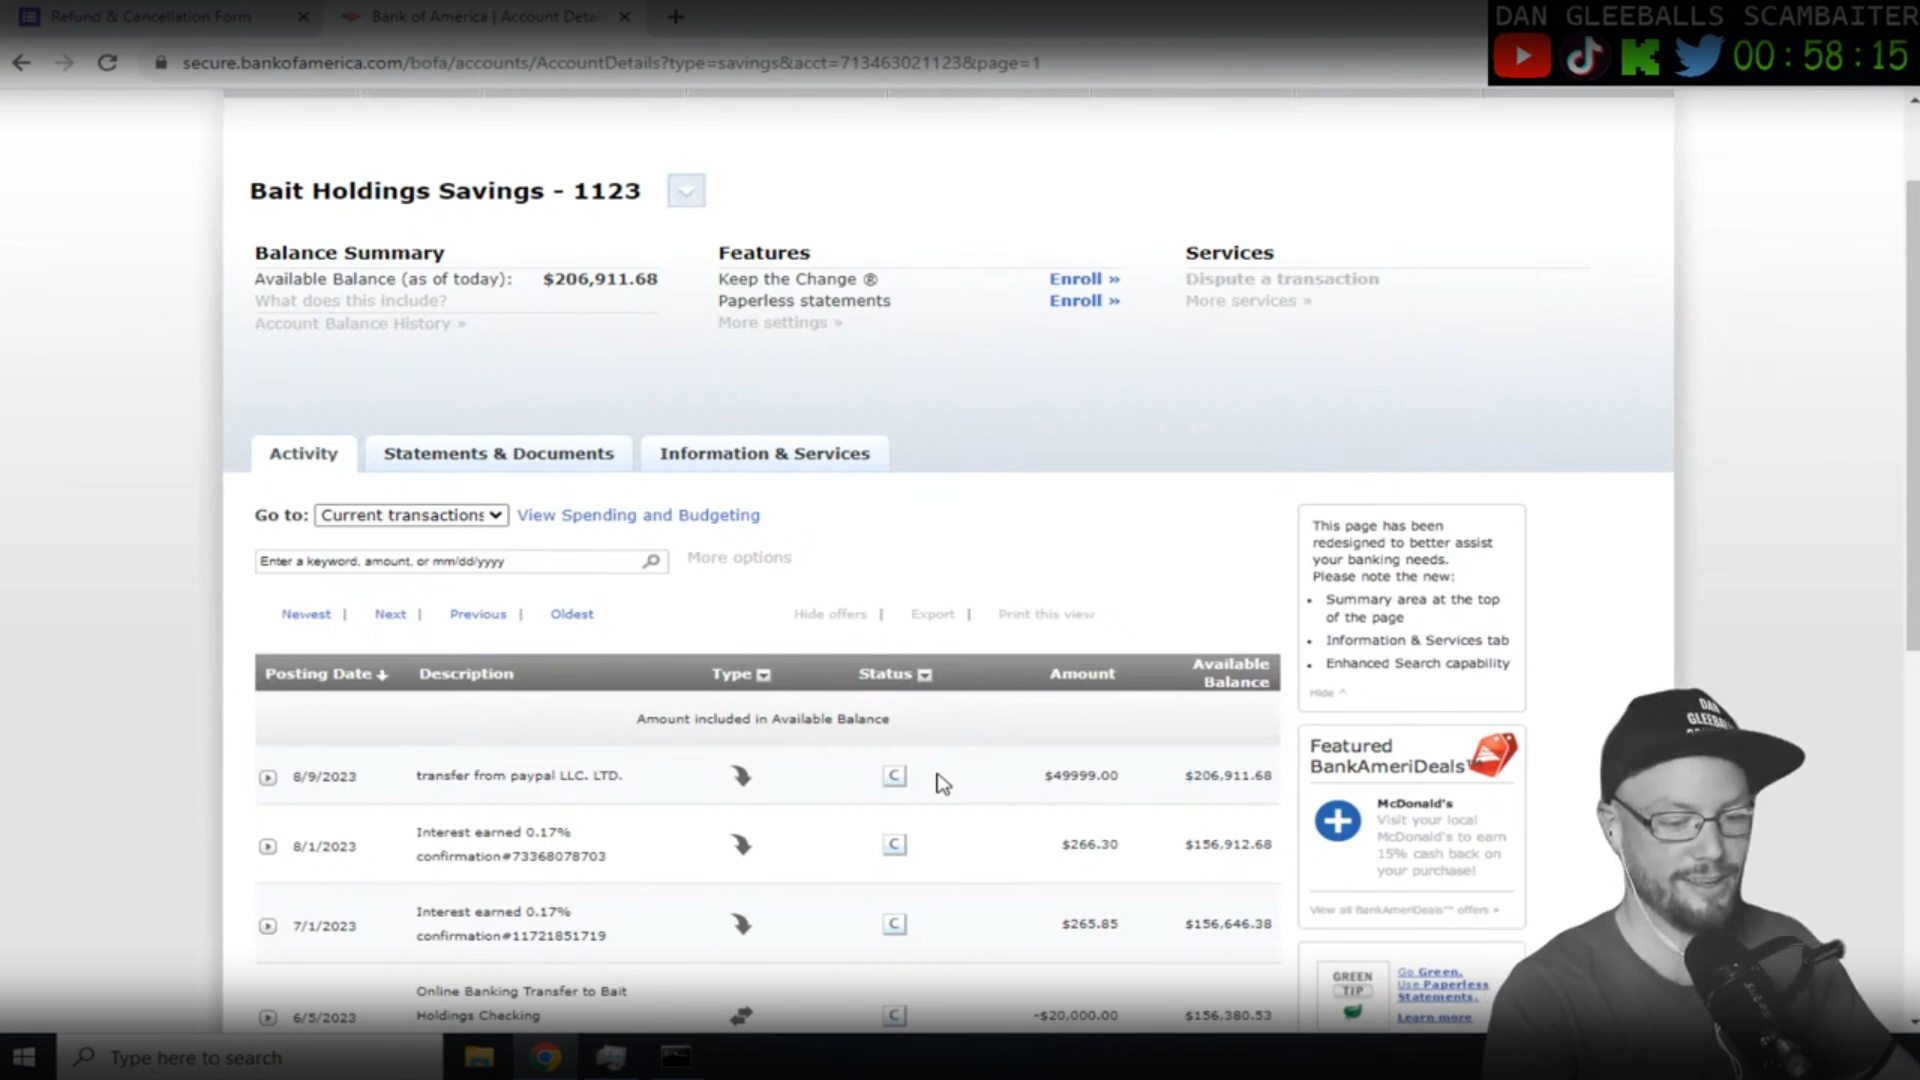 Refund & Cancellation Form
Bank of America | Account Deta
DAN GLEEBALLS SCAMBAITER
00:58:15
secure.bankofamerica.com/bofa/accounts/AccountDetails?type=savings&acct=713463021123&page=1
Bait Holdings Savings - 1123
Balance Summary
Available Balance (as of today): $206,911.68
What does this include?
Account Balance History »
Features
Keep the Change ® Enroll »
Paperless statements Enroll »
More settings »
Services
Dispute a transaction
More services »
Activity Statements & Documents Information & Services
Go to: Current transactions View Spending and Budgeting
Enter a keyword, amount, or mm/dd/yyyy More options
Newest | Next | Previous | Oldest Hide offers | Export | Print this view
Posting Date Description Type Status Amount Available Balance
Amount included in Available Balance
8/9/2023 transfer from paypal LLC. LTD. C $49999.00 $206,911.68
Interest earned 0.17%
8/1/2023 confirmation#73368078703 C $266.30 $156,912.68
Interest earned 0.17%
7/1/2023 confirmation#11721851719 C $265.85 $156,646.38
Online Banking Transfer to Bait
6/5/2023 Holdings Checking C -$20,000.00 $156,380.53
This page has been
redesigned to better assist
your banking needs.
Please note the new:
• Summary area at the top
of the page
• Information & Services tab
• Enhanced Search capability
Hide ^
Featured
BankAmeriDeals™
McDonald's
Visit your local
McDonald's to earn
15% cash back on
your purchase!
View all BankAmeriDeals™ offers »
GREEN
TIP
Go Green.
Use Paperless
Statements.
Learn more
DAN
Type here to search